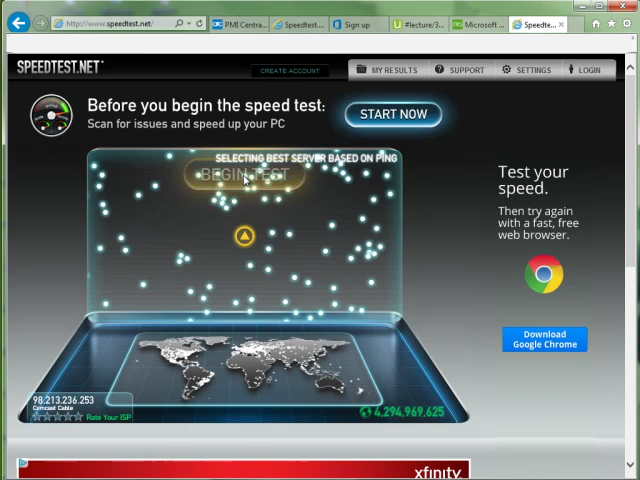 http://www.speedtest.net/
PMI Centra...
Speedtest....
Sign up
#lecture/3...
Microsoft ...
Speedte...
SPEEDTEST.NET
CREATE ACCOUNT
MY RESULTS
SUPPORT
SETTINGS
LOGIN
Before you begin the speed test:
Scan for issues and speed up your PC
START NOW
SELECTING BEST SERVER BASED ON PING
BEGIN TEST
Test your
speed.
Then try again
with a fast, free
web browser.
Download
Google Chrome
98.213.236.253
Comcast Cable
Rate Your ISP
4,294,969,625
xfinity